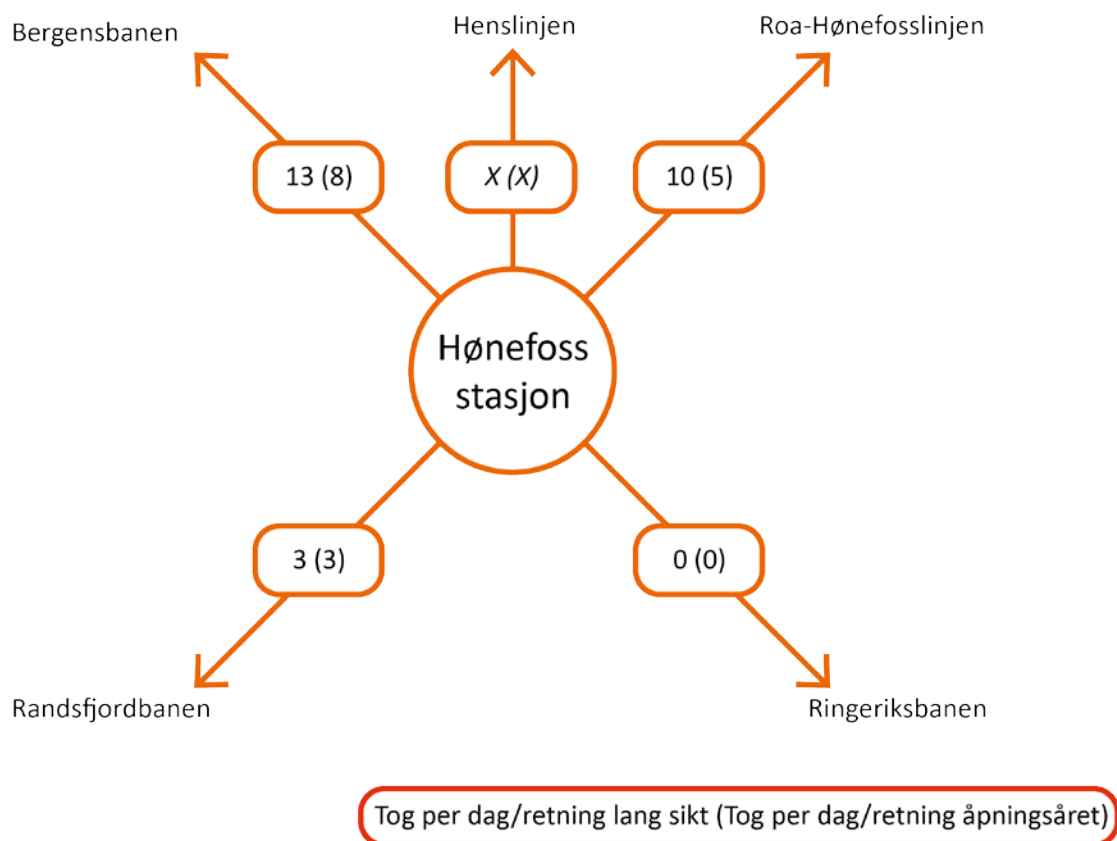 Bergensbanen
Henslinjen
Roa-Hønefosslinjen
13 (8)
X (X)
10 (5)
Hønefoss
stasjon
3 (3)
0 (0)
Randsfjordbanen
Ringeriksbanen
Tog per dag/retning lang sikt (Tog per dag/retning åpningsåret)